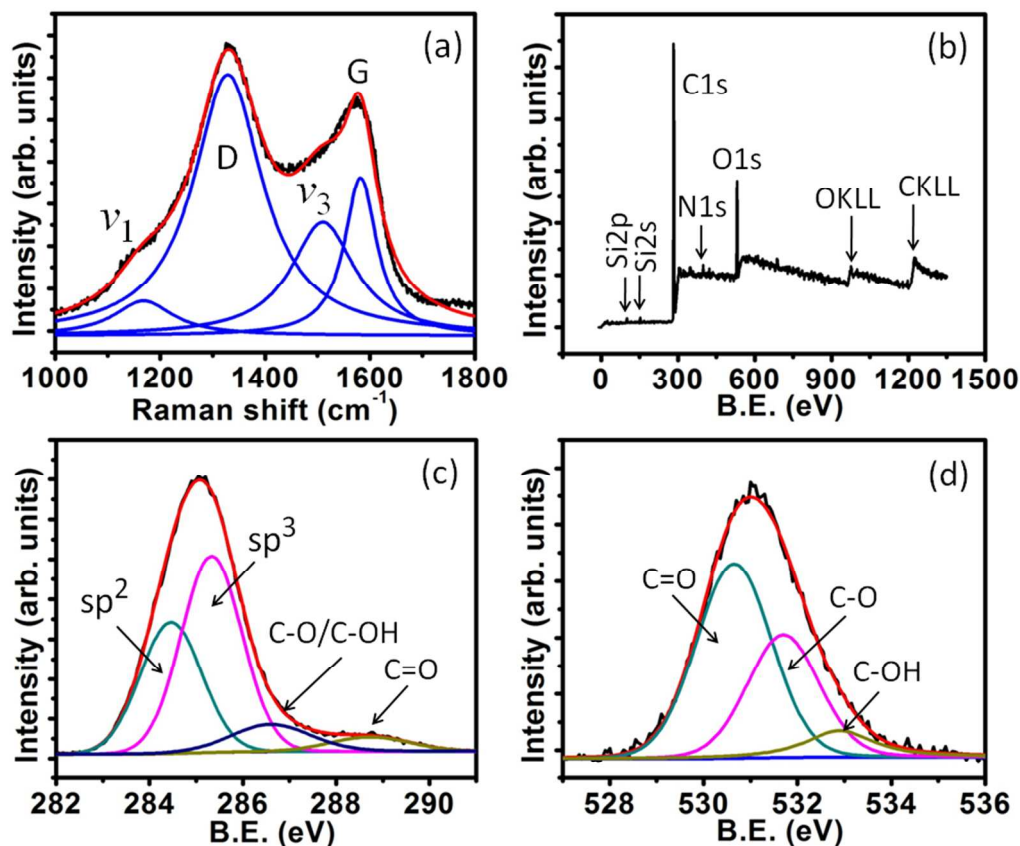 (a)
Intensity (arb. units)
ν1
D
ν3
G
1000 1200 1400 1600 1800
Raman shift (cm-1)
(b)
Intensity (arb. units)
Si2p
Si2s
C1s
N1s
O1s
OKLL
CKLL
0 300 600 900 1200 1500
B.E. (eV)
(c)
Intensity (arb. units)
sp2
sp3
C-O/C-OH
C=O
282 284 286 288 290
B.E. (eV)
(d)
Intensity (arb. units)
C=O
C-O
C-OH
528 530 532 534 536
B.E. (eV)